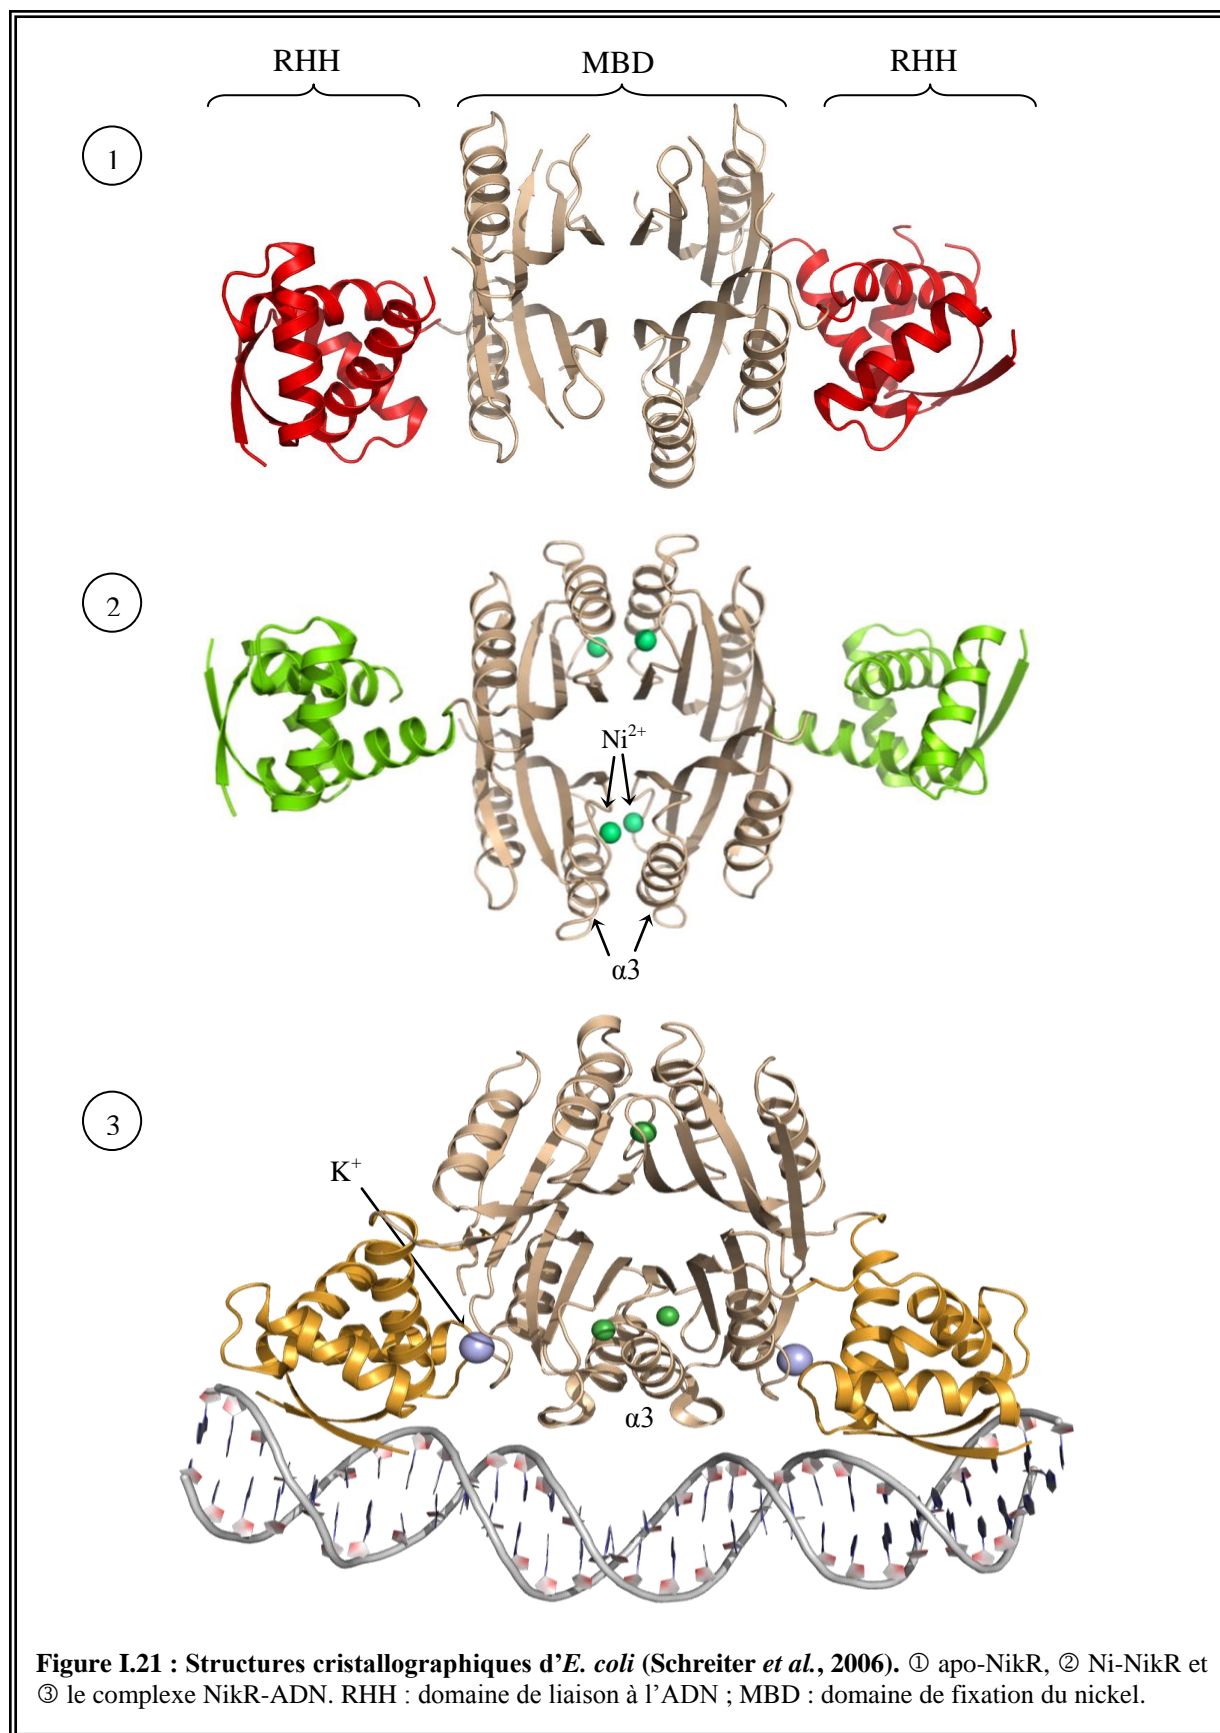 RHH MBD RHH
1
2
Ni²⁺
α3
3
K⁺
α3
Figure I.21 : Structures cristallographiques d’E. coli (Schreiter et al., 2006). ① apo-NikR, ② Ni-NikR et
③ le complexe NikR-ADN. RHH : domaine de liaison à l’ADN ; MBD : domaine de fixation du nickel.